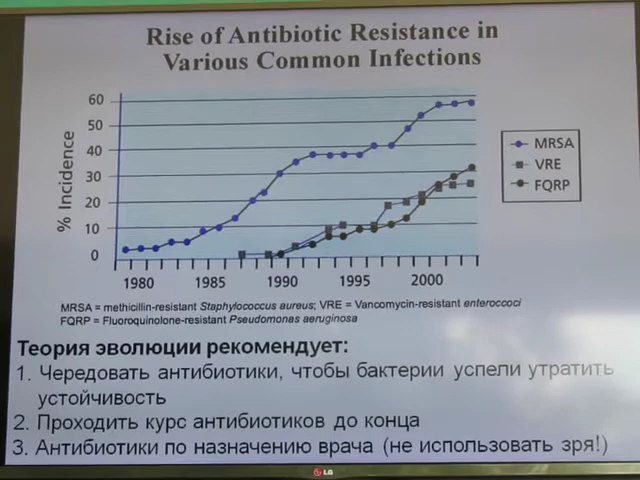 Rise of Antibiotic Resistance in
Various Common Infections
% Incidence
60
50
40
30
20
10
0
1980 1985 1990 1995 2000
MRSA
VRE
FQRP
MRSA = methicillin-resistant Staphylococcus aureus; VRE = Vancomycin-resistant enteroccoci
FQRP = Fluoroquinolone-resistant Pseudomonas aeruginosa
Теория эволюции рекомендует:
1. Чередовать антибиотики, чтобы бактерии успели утратить
устойчивость
2. Проходить курс антибиотиков до конца
3. Антибиотики по назначению врача (не использовать зря!)
LG